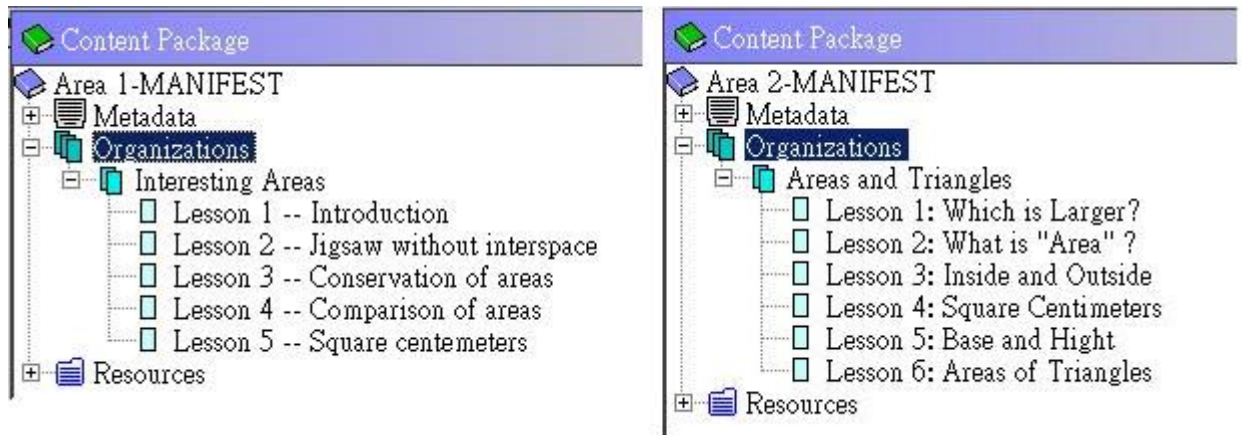 Content Package
Area 1-MANIFEST
Metadata
Organizations
Interesting Areas
Lesson 1 -- Introduction
Lesson 2 -- Jigsaw without interspace
Lesson 3 -- Conservation of areas
Lesson 4 -- Comparison of areas
Lesson 5 -- Square centemeters
Resources
Content Package
Area 2-MANIFEST
Metadata
Organizations
Areas and Triangles
Lesson 1: Which is Larger?
Lesson 2: What is "Area" ?
Lesson 3: Inside and Outside
Lesson 4: Square Centimeters
Lesson 5: Base and Hight
Lesson 6: Areas of Triangles
Resources